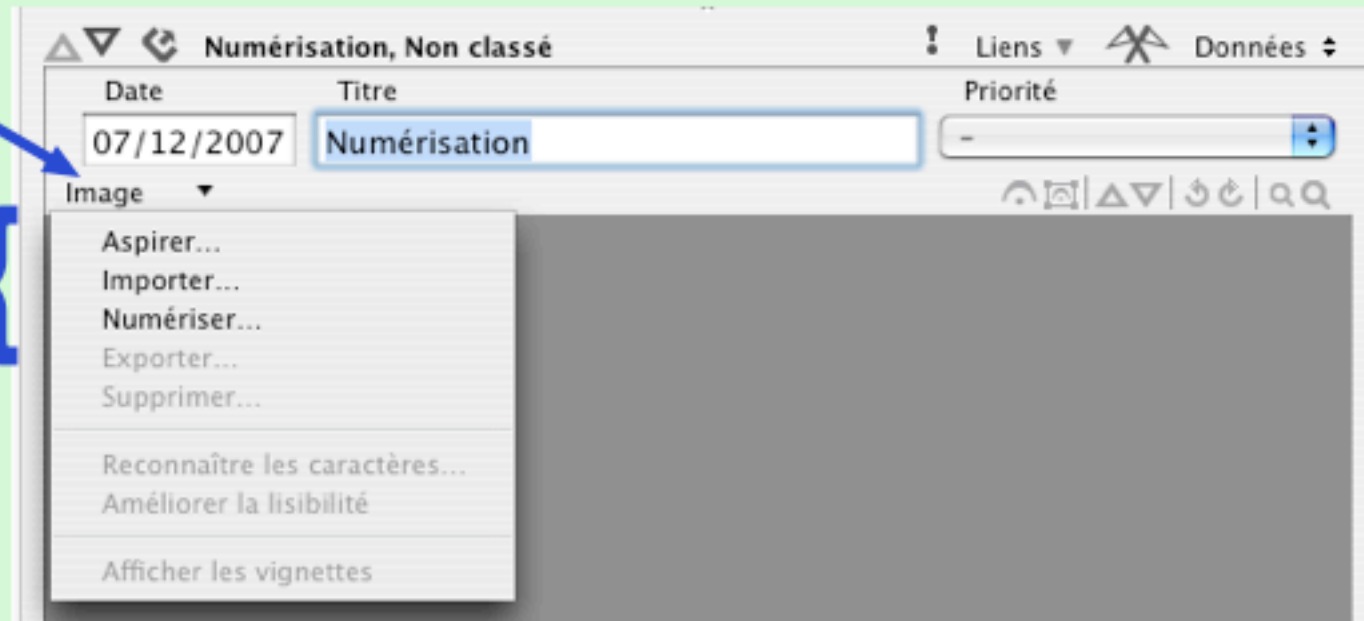 Numérisation, Non classé ! Liens Données
Date Titre Priorité
07/12/2007 Numérisation -
Image
Aspirer...
Importer...
Numériser...
Exporter...
Supprimer...
Reconnaître les caractères...
Améliorer la lisibilité
Afficher les vignettes